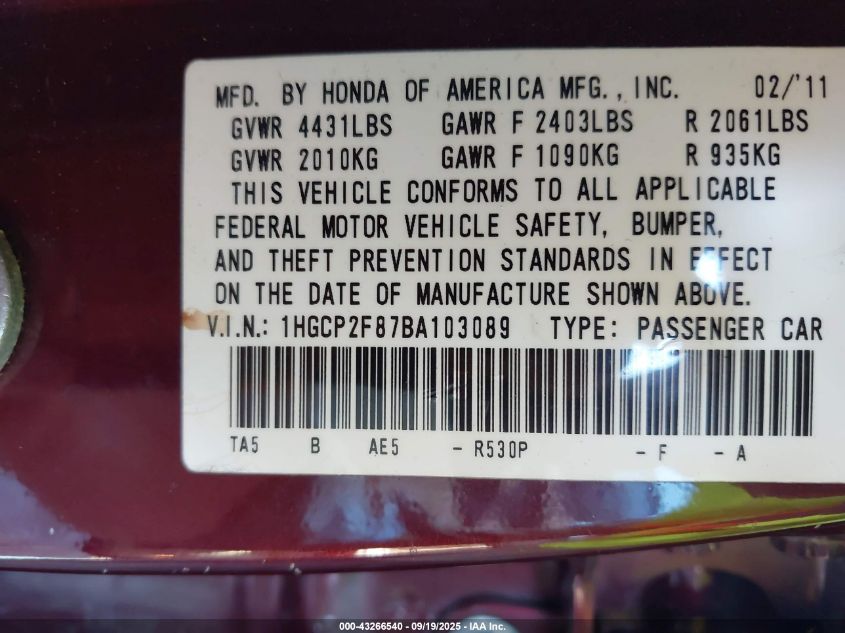 MFD. BY HONDA OF AMERICA MFG., INC. 02/'11
GVWR 4431LBS GAWR F 2403LBS R 2061LBS
GVWR 2010KG GAWR F 1090KG R 935KG
THIS VEHICLE CONFORMS TO ALL APPLICABLE
FEDERAL MOTOR VEHICLE SAFETY, BUMPER,
AND THEFT PREVENTION STANDARDS IN EFFECT
ON THE DATE OF MANUFACTURE SHOWN ABOVE.
V.I.N.: 1HGCP2F87BA103089 TYPE: PASSENGER CAR
TA5 B AE5 - R530P - F - A
000-43266540 - 09/19/2025 - IAA Inc.